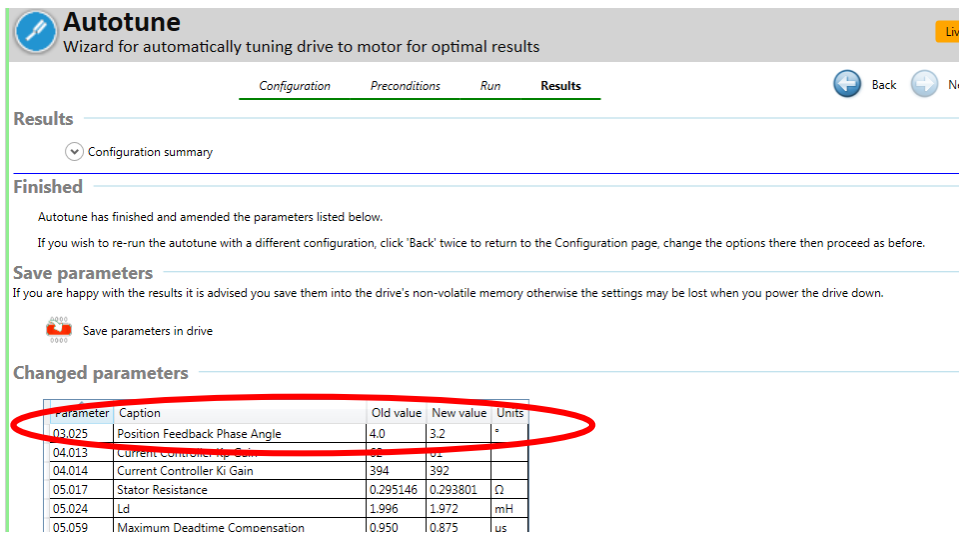 Autotune
Wizard for automatically tuning drive to motor for optimal results
Configuration Preconditions Run Results
Back
Results
Configuration summary
Finished
Autotune has finished and amended the parameters listed below.
If you wish to re-run the autotune with a different configuration, click 'Back' twice to return to the Configuration page, change the options there then proceed as before.
Save parameters
If you are happy with the results it is advised you save them into the drive's non-volatile memory otherwise the settings may be lost when you power the drive down.
Save parameters in drive
Changed parameters
Parameter Caption Old value New value Units
03.025 Position Feedback Phase Angle 4.0 3.2 °
04.013 Current Controller Kp Gain
04.014 Current Controller Ki Gain 394 392
05.017 Stator Resistance 0.295146 0.293801 Ω
05.024 Ld 1.996 1.972 mH
05.059 Maximum Deadtime Compensation 0.950 0.875 us